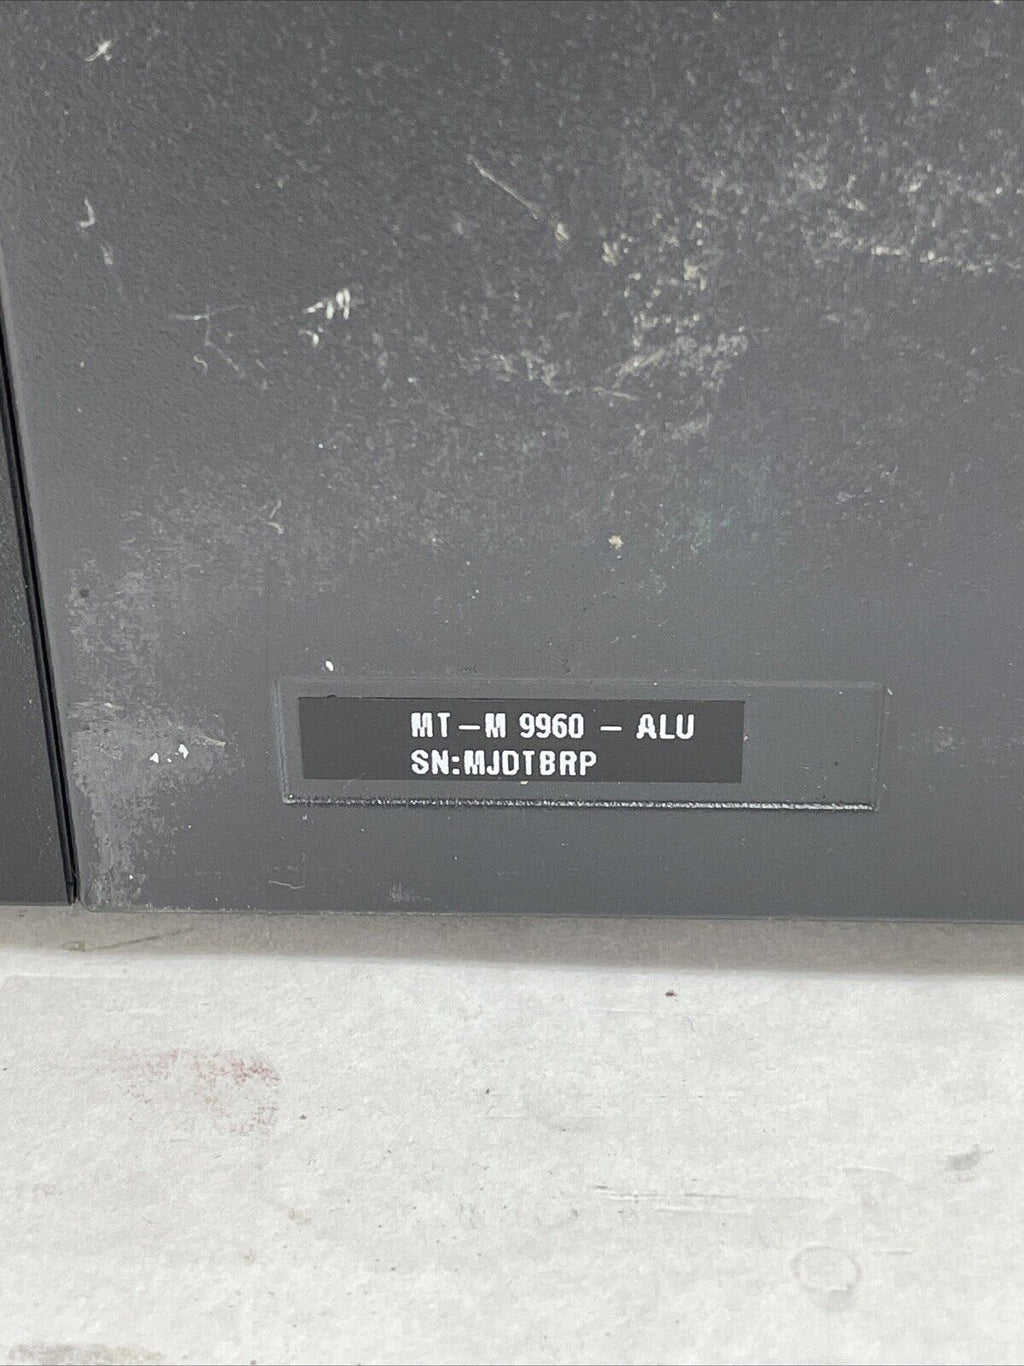 MT-M 9960 - ALU
SN:MJDTBRP